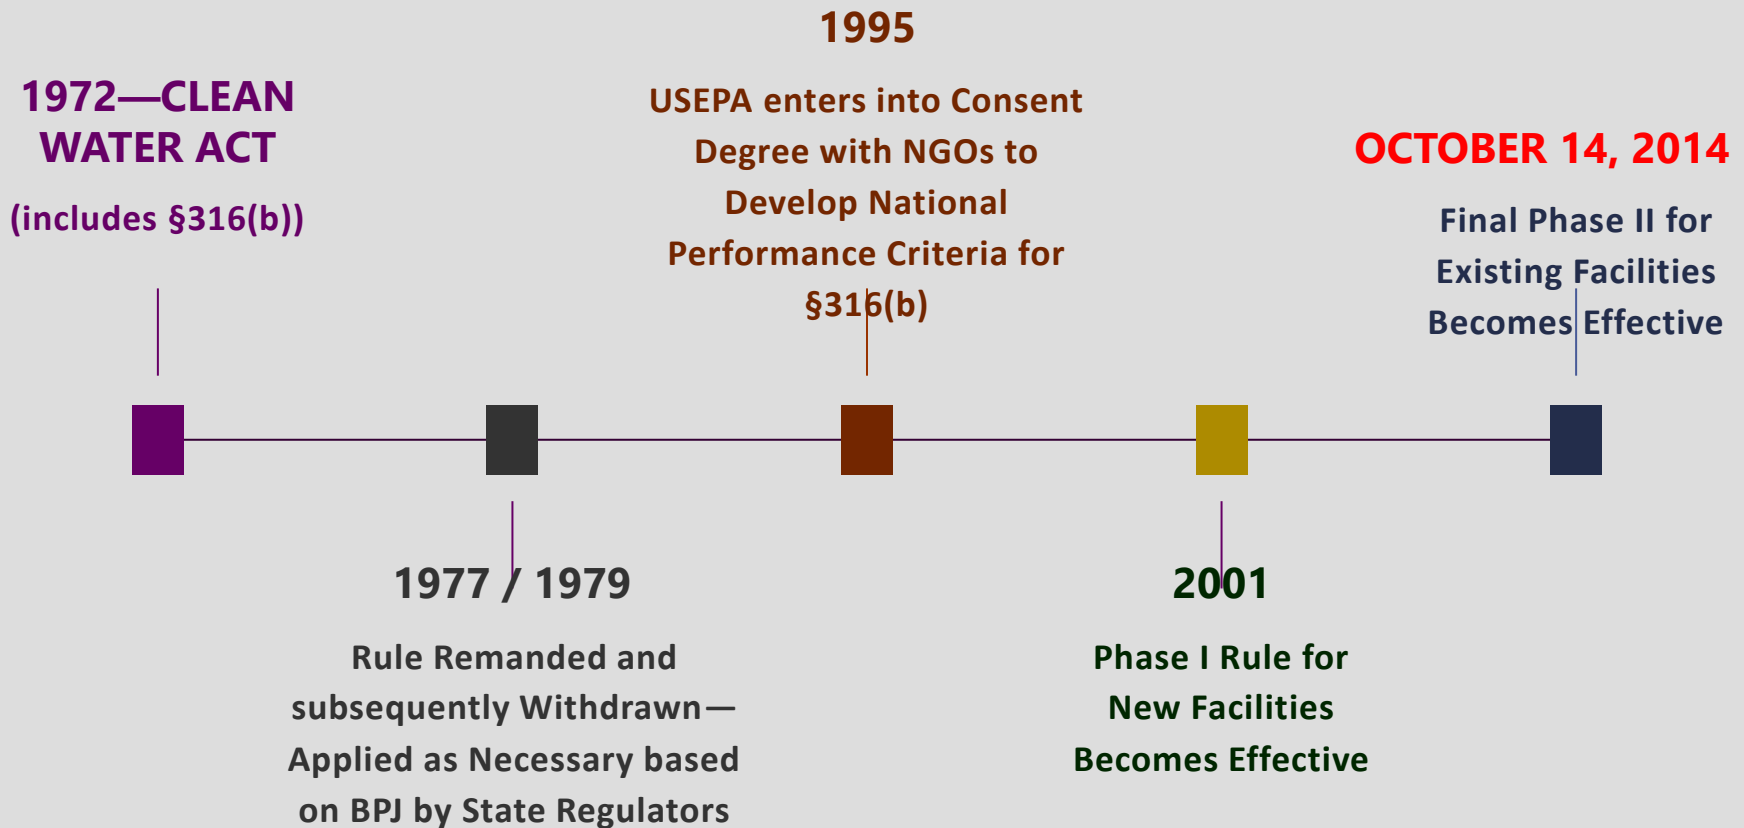 1972—CLEAN
WATER ACT
(includes §316(b))
1977 / 1979
Rule Remanded and
subsequently Withdrawn—
Applied as Necessary based
on BPJ by State Regulators
1995
USEPA enters into Consent
Degree with NGOs to
Develop National
Performance Criteria for
§316(b)
2001
Phase I Rule for
New Facilities
Becomes Effective
OCTOBER 14, 2014
Final Phase II for
Existing Facilities
Becomes Effective